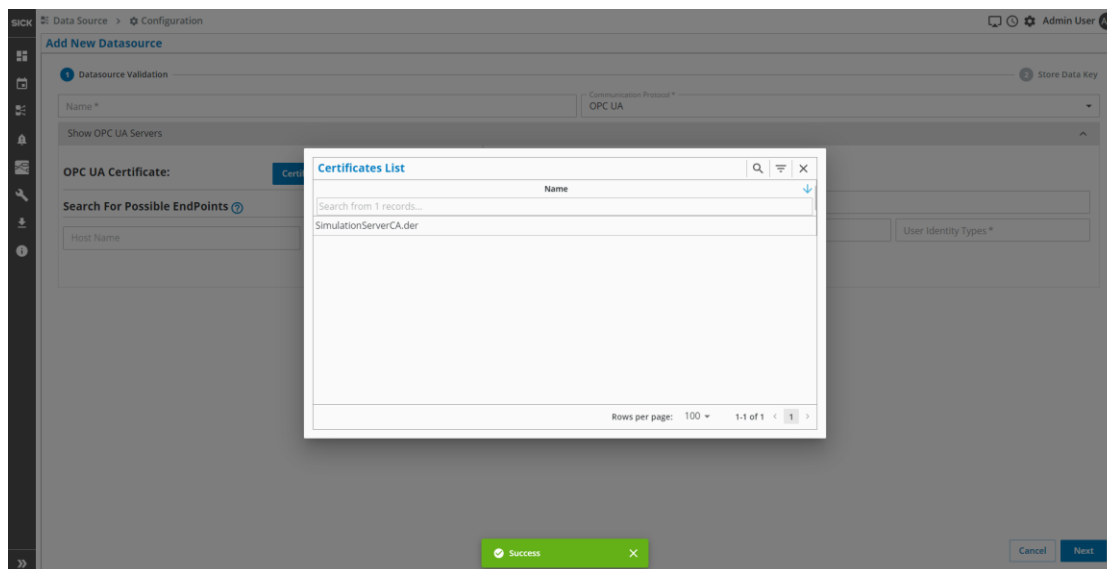 SICK
Data Source > Configuration
Admin User
Add New Datasource
1 Datasource Validation
3 Store Data Key
Name *
Communication Protocol *
OPC UA
Show OPC UA Servers
OPC UA Certificate:
Search For Possible EndPoints
Host Name
User Identity Types *
Certificates List
Name
Search from 1 records...
SimulationServerCA.der
Rows per page: 100 1-1 of 1 < 1 >
Success
Cancel
Next